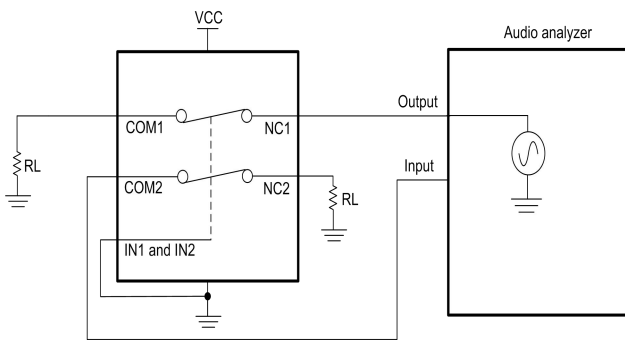 VCC
Audio analyzer
Output
COM1
NC1
RL
Input
COM2
NC2
RL
IN1 and IN2